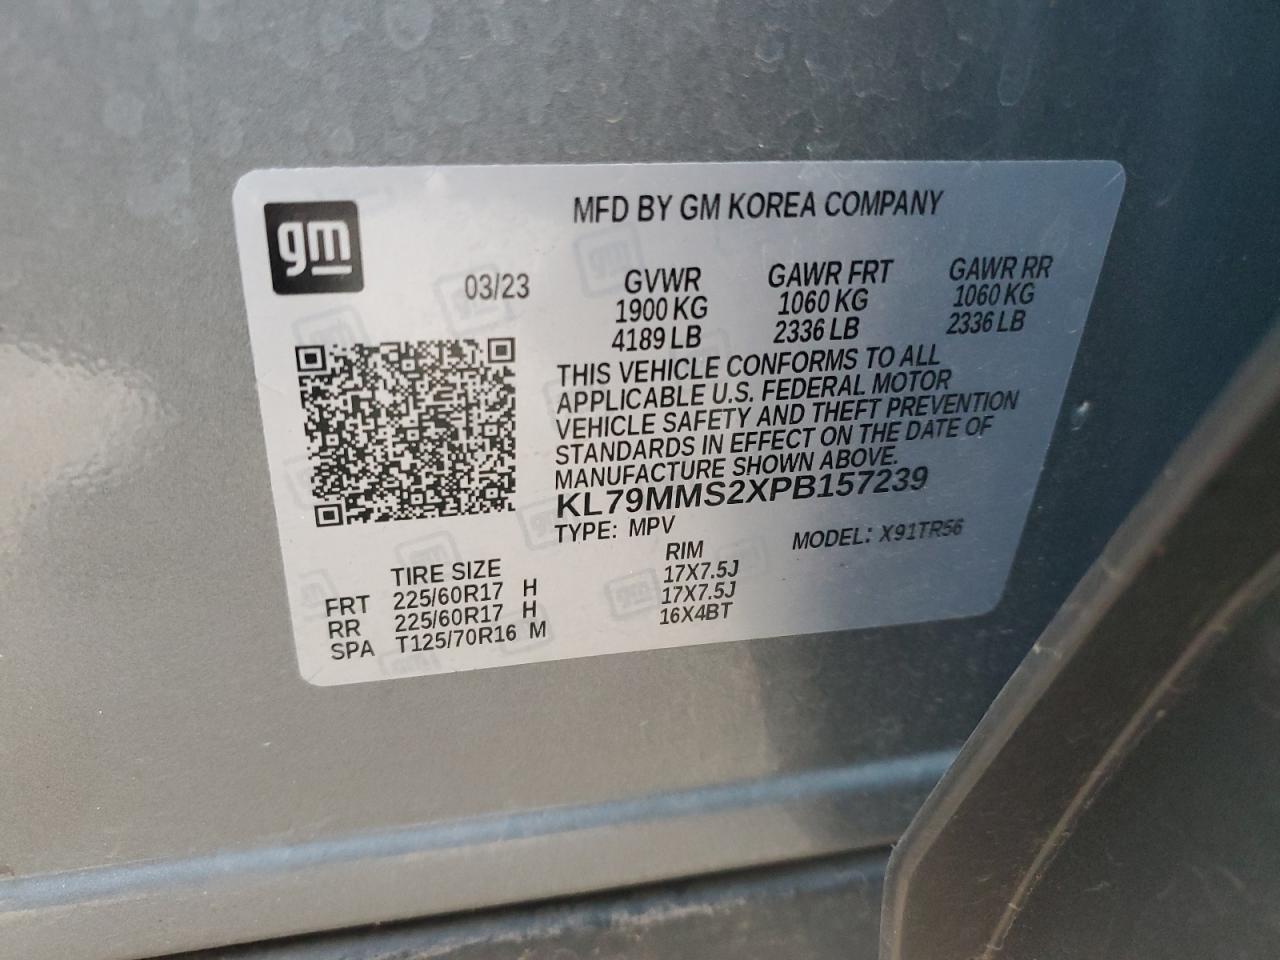 gm
MFD BY GM KOREA COMPANY
03/23
GVWR GAWR FRT GAWR RR
1900 KG 1060 KG 1060 KG
4189 LB 2336 LB 2336 LB
THIS VEHICLE CONFORMS TO ALL
APPLICABLE U.S. FEDERAL MOTOR
VEHICLE SAFETY AND THEFT PREVENTION
STANDARDS IN EFFECT ON THE DATE OF
MANUFACTURE SHOWN ABOVE.
KL79MMS2XPB157239
TYPE: MPV MODEL: X91TR56
TIRE SIZE RIM
FRT 225/60R17 H 17X7.5J
RR 225/60R17 H 17X7.5J
SPA T125/70R16 M 16X4BT